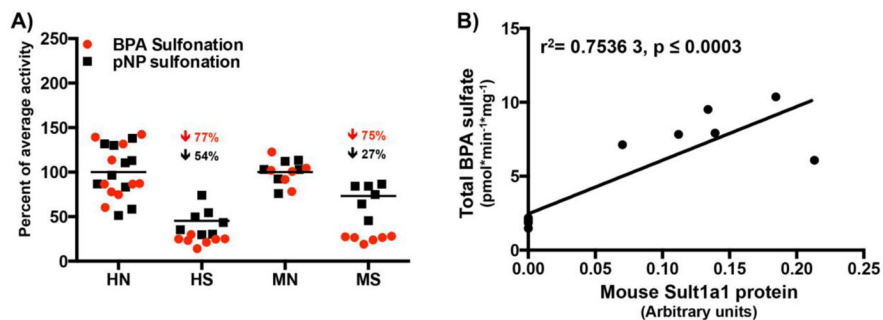 A)
BPA Sulfonation
pNP sulfonation
Percent of average activity
250
200
150
100
50
0
↓ 77%
↓ 54%
↓ 75%
↓ 27%
HN HS MN MS
B)
r²= 0.7536 3, p ≤ 0.0003
Total BPA sulfate
(pmol*min⁻¹*mg⁻¹)
15
10
5
0
0.00 0.05 0.10 0.15 0.20 0.25
Mouse Sult1a1 protein
(Arbitrary units)